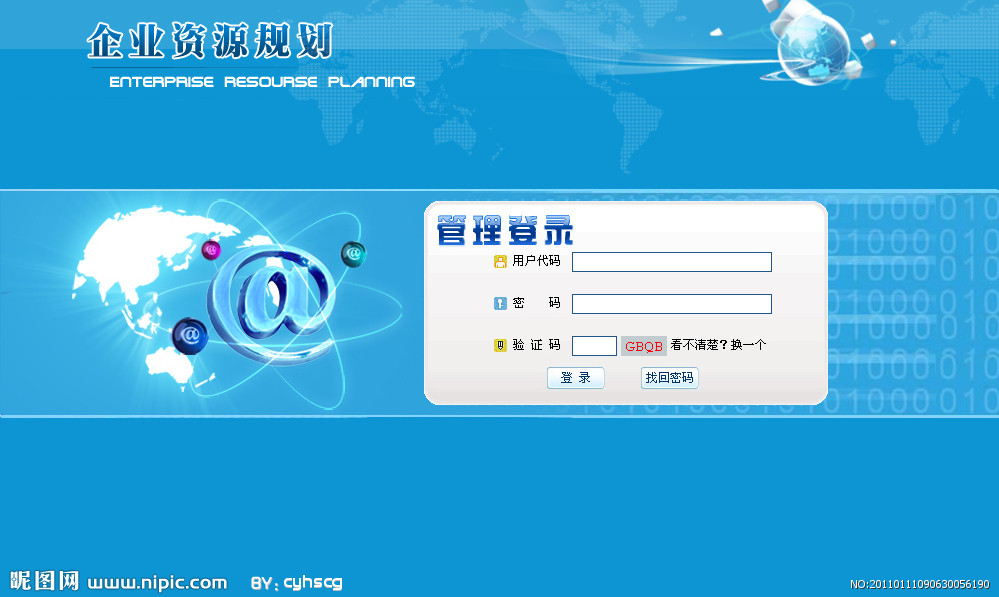 企业资源规划
ENTERPRISE RESOURSE PLANNING
管理登录
用户代码
密 码
验 证 码 GBQB 看不清楚？换一个
登 录 找回密码
昵图网 www.nipic.com BY: cyhscg NO:20110111090630056190